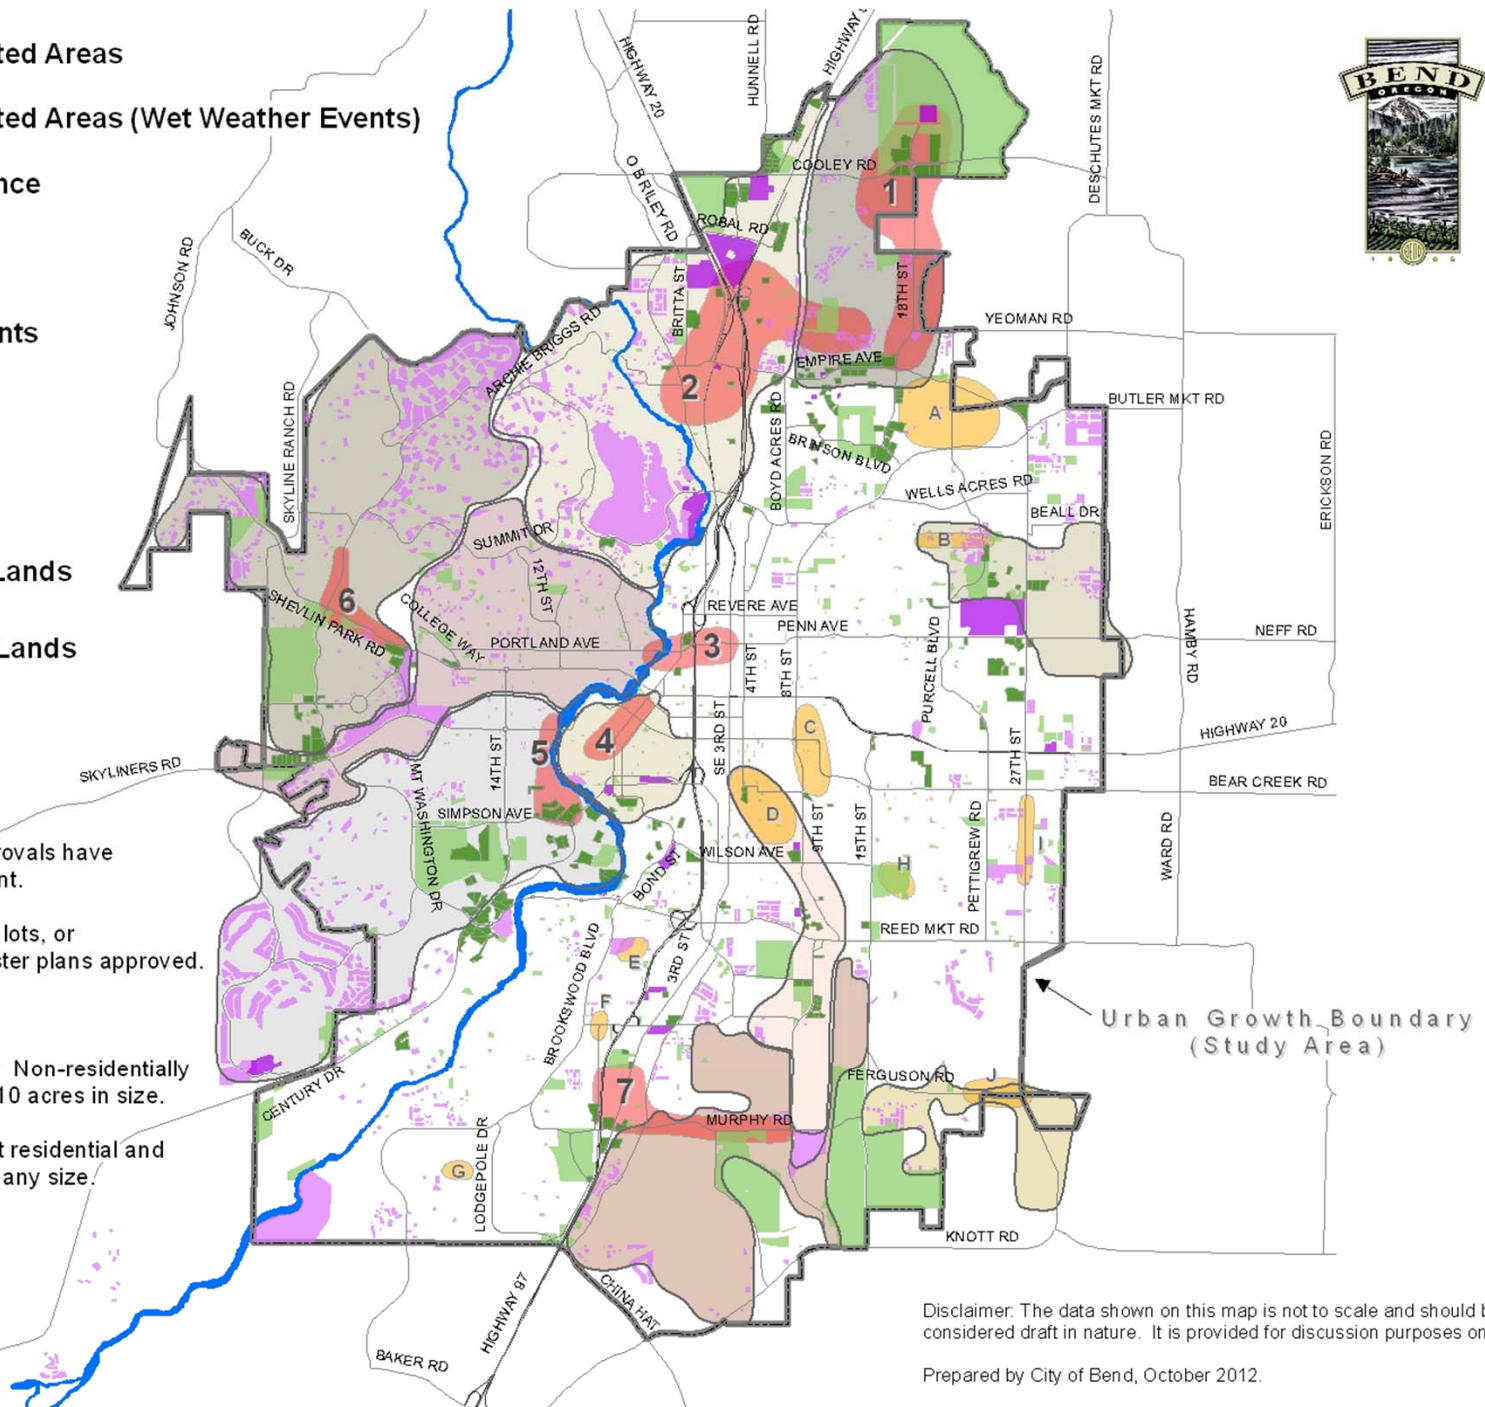 ted Areas
ted Areas (Wet Weather Events)
nce
nts
Lands
Lands
rovals have
nt.
lots, or
ster plans approved.
Non-residentially
10 acres in size.
t residential and
any size.
BEND
OREGON
HIGHWAY 20
HUNNELL RD
HIGHWAY
DESCHUTES MKT RD
COOLEY RD
O B RILEY RD
1
ROBAL RD
BUCK DR
JOHNSON RD
BRITTA ST
18TH ST
YEOMAN RD
ARCHIE BRIGGS RD
EMPIRE AVE
2
SKYLINE RANCH RD
BOYD ACRES RD
A
BUTLER MKT RD
BRINSON BLVD
ERICKSON RD
WELLS ACRES RD
BEALL DR
SUMMIT DR
B
12TH ST
6
SHEVLIN PARK RD
COLLEGE WAY
REVERE AVE
PENN AVE
NEFF RD
PORTLAND AVE
3
4TH ST
8TH ST
PURCELL BLVD
HAMBY RD
SE 3RD ST
C
4
5
14TH ST
27TH ST
HIGHWAY 20
SKYLINERS RD
MT WASHINGTON DR
BEAR CREEK RD
SIMPSON AVE
D
9TH ST
15TH ST
PETTIGREW RD
I
WARD RD
WILSON AVE
BOND ST
H
REED MKT RD
BROOKSWOOD BLVD
E
3RD ST
F
Urban Growth Boundary
(Study Area)
FERGUSON RD
J
CENTURY DR
7
MURPHY RD
LODGEPOLE DR
G
KNOTT RD
HIGHWAY 97
CHINA HAT
BAKER RD
Disclaimer: The data shown on this map is not to scale and should b
considered draft in nature. It is provided for discussion purposes on
Prepared by City of Bend, October 2012.